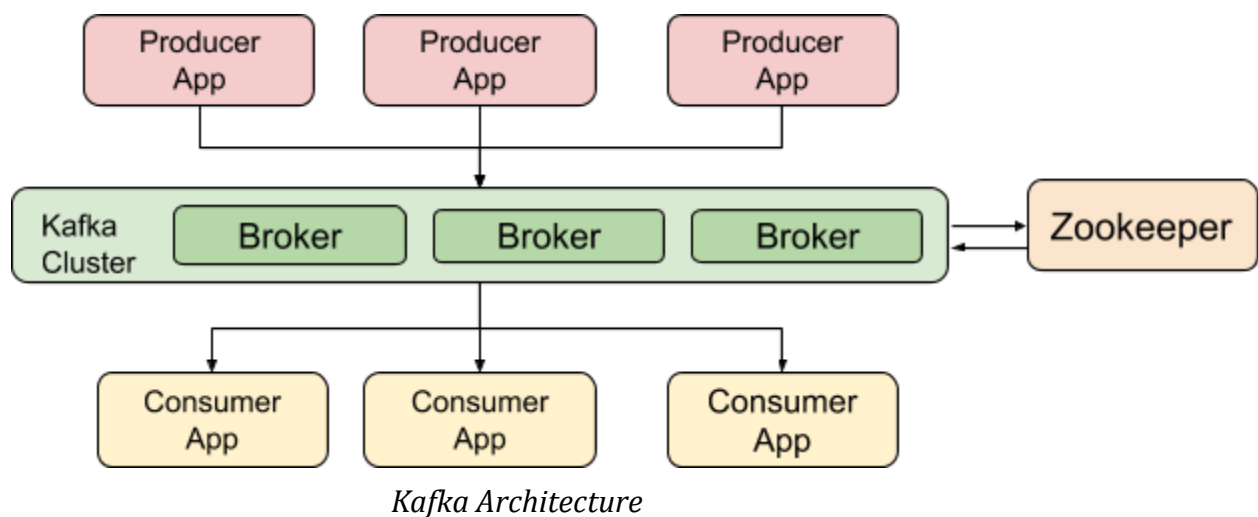 Producer
App
Producer
App
Producer
App
Kafka
Cluster
Broker
Broker
Broker
Zookeeper
Consumer
App
Consumer
App
Consumer
App
Kafka Architecture